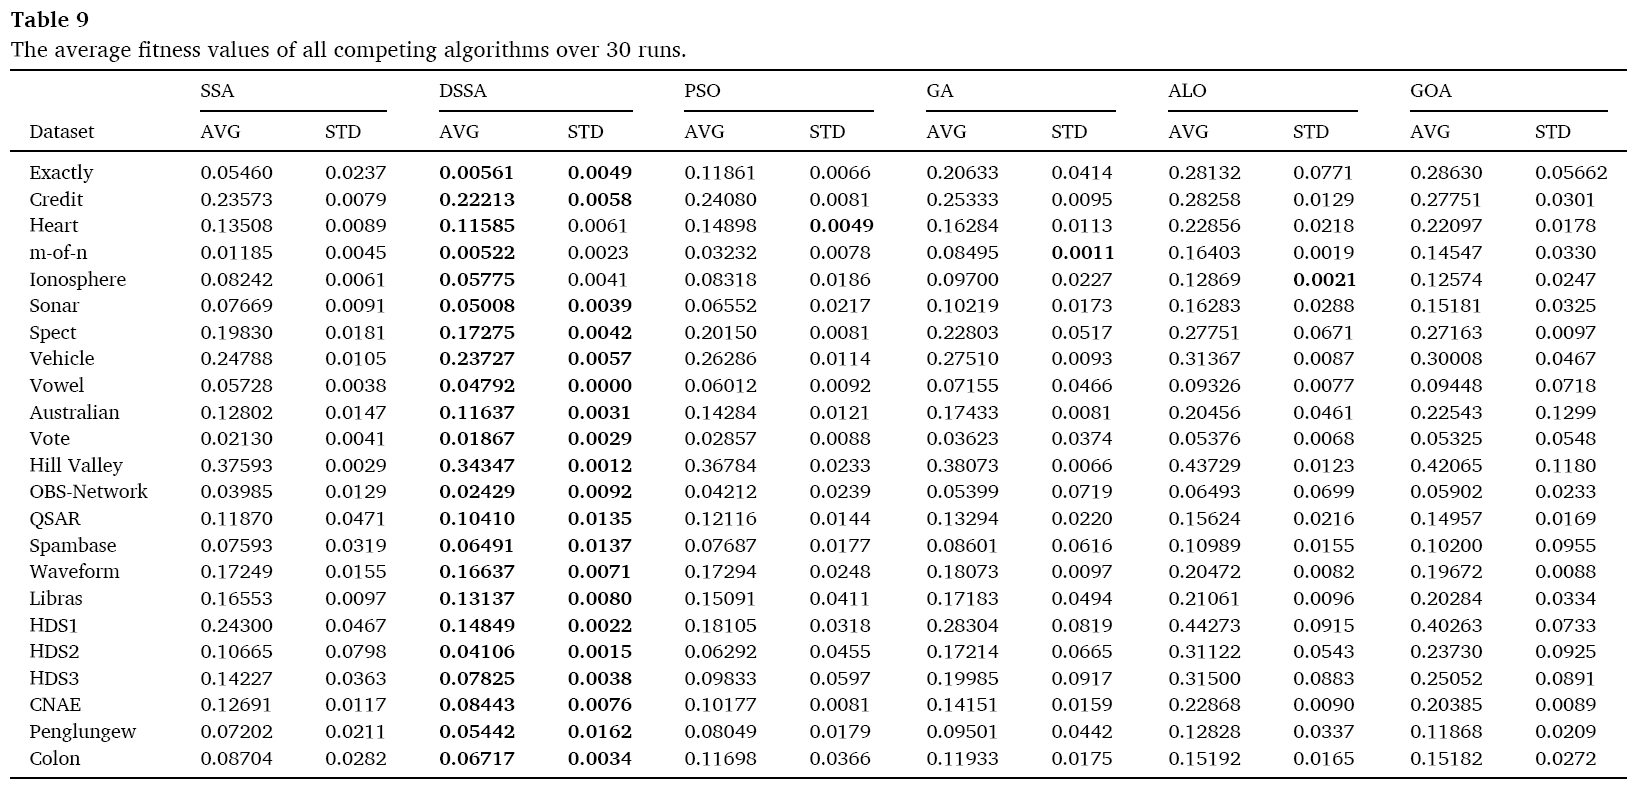 Table 9
The average fitness values of all competing algorithms over 30 runs.
SSA DSSA PSO GA ALO GOA
Dataset AVG STD AVG STD AVG STD AVG STD AVG STD AVG STD
Exactly 0.05460 0.0237 0.00561 0.0049 0.11861 0.0066 0.20633 0.0414 0.28132 0.0771 0.28630 0.05662
Credit 0.23573 0.0079 0.22213 0.0058 0.24080 0.0081 0.25333 0.0095 0.28258 0.0129 0.27751 0.0301
Heart 0.13508 0.0089 0.11585 0.0061 0.14898 0.0049 0.16284 0.0113 0.22856 0.0218 0.22097 0.0178
m-of-n 0.01185 0.0045 0.00522 0.0023 0.03232 0.0078 0.08495 0.0011 0.16403 0.0019 0.14547 0.0330
Ionosphere 0.08242 0.0061 0.05775 0.0041 0.08318 0.0186 0.09700 0.0227 0.12869 0.0021 0.12574 0.0247
Sonar 0.07669 0.0091 0.05008 0.0039 0.06552 0.0217 0.10219 0.0173 0.16283 0.0288 0.15181 0.0325
Spect 0.19830 0.0181 0.17275 0.0042 0.20150 0.0081 0.22803 0.0517 0.27751 0.0671 0.27163 0.0097
Vehicle 0.24788 0.0105 0.23727 0.0057 0.26286 0.0114 0.27510 0.0093 0.31367 0.0087 0.30008 0.0467
Vowel 0.05728 0.0038 0.04792 0.0000 0.06012 0.0092 0.07155 0.0466 0.09326 0.0077 0.09448 0.0718
Australian 0.12802 0.0147 0.11637 0.0031 0.14284 0.0121 0.17433 0.0081 0.20456 0.0461 0.22543 0.1299
Vote 0.02130 0.0041 0.01867 0.0029 0.02857 0.0088 0.03623 0.0374 0.05376 0.0068 0.05325 0.0548
Hill Valley 0.37593 0.0029 0.34347 0.0012 0.36784 0.0233 0.38073 0.0066 0.43729 0.0123 0.42065 0.1180
OBS-Network 0.03985 0.0129 0.02429 0.0092 0.04212 0.0239 0.05399 0.0719 0.06493 0.0699 0.05902 0.0233
QSAR 0.11870 0.0471 0.10410 0.0135 0.12116 0.0144 0.13294 0.0220 0.15624 0.0216 0.14957 0.0169
Spambase 0.07593 0.0319 0.06491 0.0137 0.07687 0.0177 0.08601 0.0616 0.10989 0.0155 0.10200 0.0955
Waveform 0.17249 0.0155 0.16637 0.0071 0.17294 0.0248 0.18073 0.0097 0.20472 0.0082 0.19672 0.0088
Libras 0.16553 0.0097 0.13137 0.0080 0.15091 0.0411 0.17183 0.0494 0.21061 0.0096 0.20284 0.0334
HDS1 0.24300 0.0467 0.14849 0.0022 0.18105 0.0318 0.28304 0.0819 0.44273 0.0915 0.40263 0.0733
HDS2 0.10665 0.0798 0.04106 0.0015 0.06292 0.0455 0.17214 0.0665 0.31122 0.0543 0.23730 0.0925
HDS3 0.14227 0.0363 0.07825 0.0038 0.09833 0.0597 0.19985 0.0917 0.31500 0.0883 0.25052 0.0891
CNAE 0.12691 0.0117 0.08443 0.0076 0.10177 0.0081 0.14151 0.0159 0.22868 0.0090 0.20385 0.0089
Penglungew 0.07202 0.0211 0.05442 0.0162 0.08049 0.0179 0.09501 0.0442 0.12828 0.0337 0.11868 0.0209
Colon 0.08704 0.0282 0.06717 0.0034 0.11698 0.0366 0.11933 0.0175 0.15192 0.0165 0.15182 0.0272